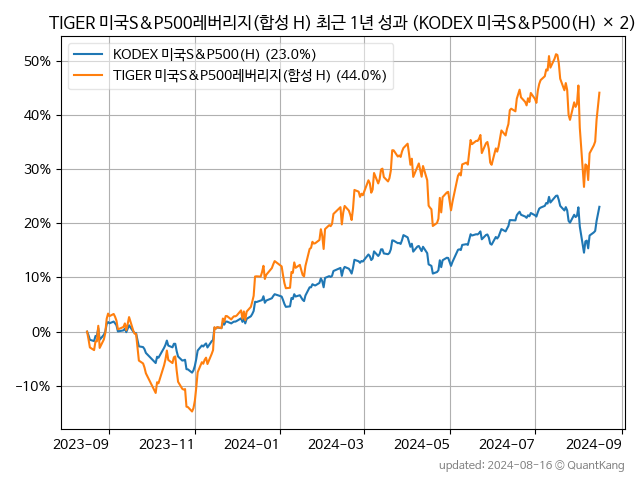 TIGER 미국S&P500레버리지(합성 H) 최근 1년 성과 (KODEX 미국S&P500(H) × 2)
KODEX 미국S&P500(H) (23.0%)
TIGER 미국S&P500레버리지(합성 H) (44.0%)
50%
40%
30%
20%
10%
0%
−10%
2023-09 2023-11 2024-01 2024-03 2024-05 2024-07 2024-09
updated: 2024-08-16 © QuantKang